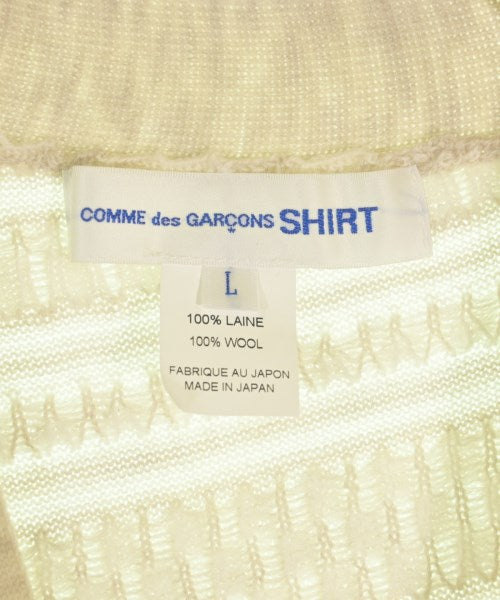 COMME des GARÇONS SHIRT
L
100% LAINE
100% WOOL
FABRIQUE AU JAPON
MADE IN JAPAN